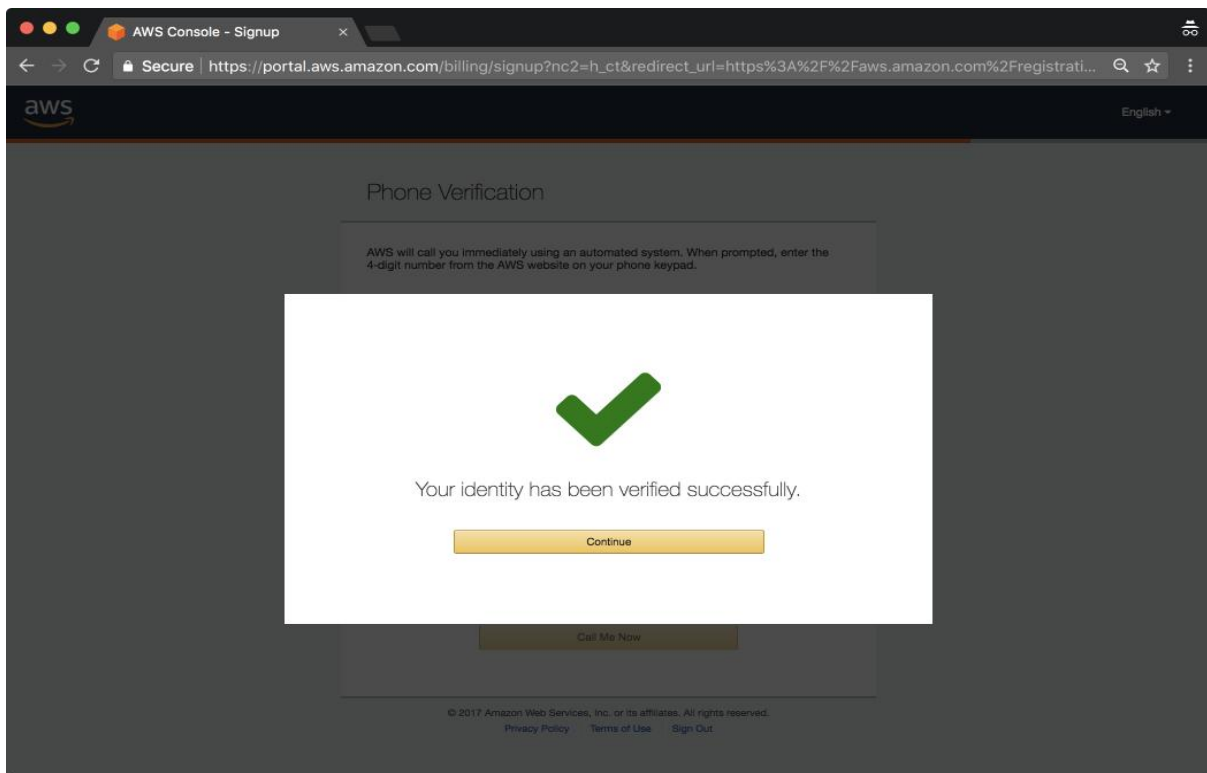 AWS Console - Signup
Secure | https://portal.aws.amazon.com/billing/signup?nc2=h_ct&redirect_url=https%3A%2F%2Faws.amazon.com%2Fregistrati...
aws
English
Phone Verification
AWS will call you immediately using an automated system. When prompted, enter the
4-digit number from the AWS website on your phone keypad.
Your identity has been verified successfully.
Continue
Call Me Now
© 2017 Amazon Web Services, Inc. or its affiliates. All rights reserved.
Privacy Policy Terms of Use Sign Out